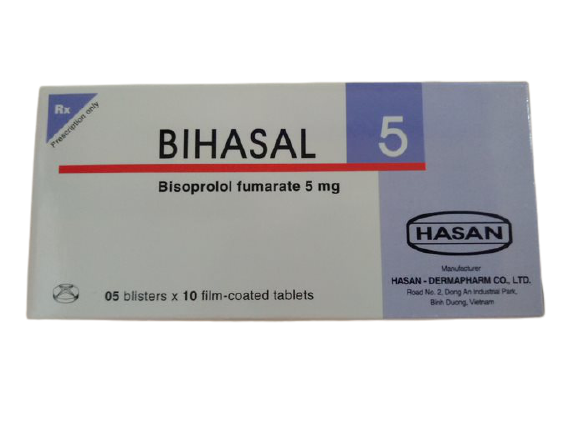 Rx
Prescription only
BIHASAL 5
Bisoprolol fumarate 5 mg
HASAN
Manufacturer
HASAN - DERMAPHARM CO., LTD.
Road No. 2, Dong An Industrial Park,
Binh Duong, Vietnam
05 blisters x 10 film-coated tablets